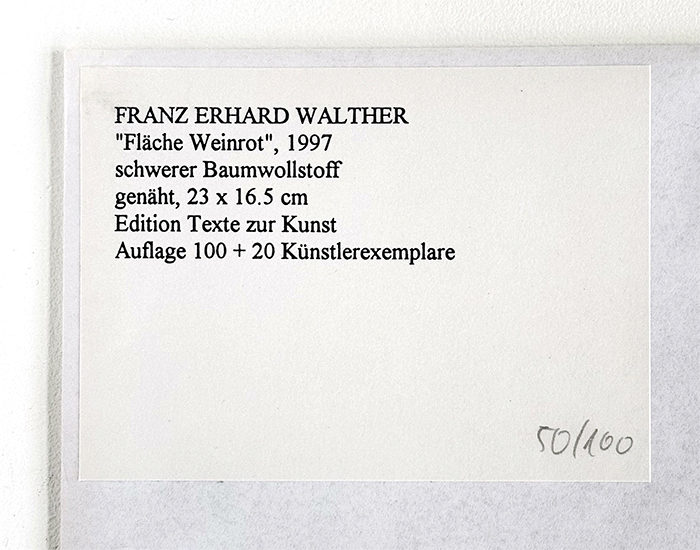 FRANZ ERHARD WALTHER
"Fläche Weinrot", 1997
schwerer Baumwollstoff
genäht, 23 x 16.5 cm
Edition Texte zur Kunst
Auflage 100 + 20 Künstlerexemplare
50/100